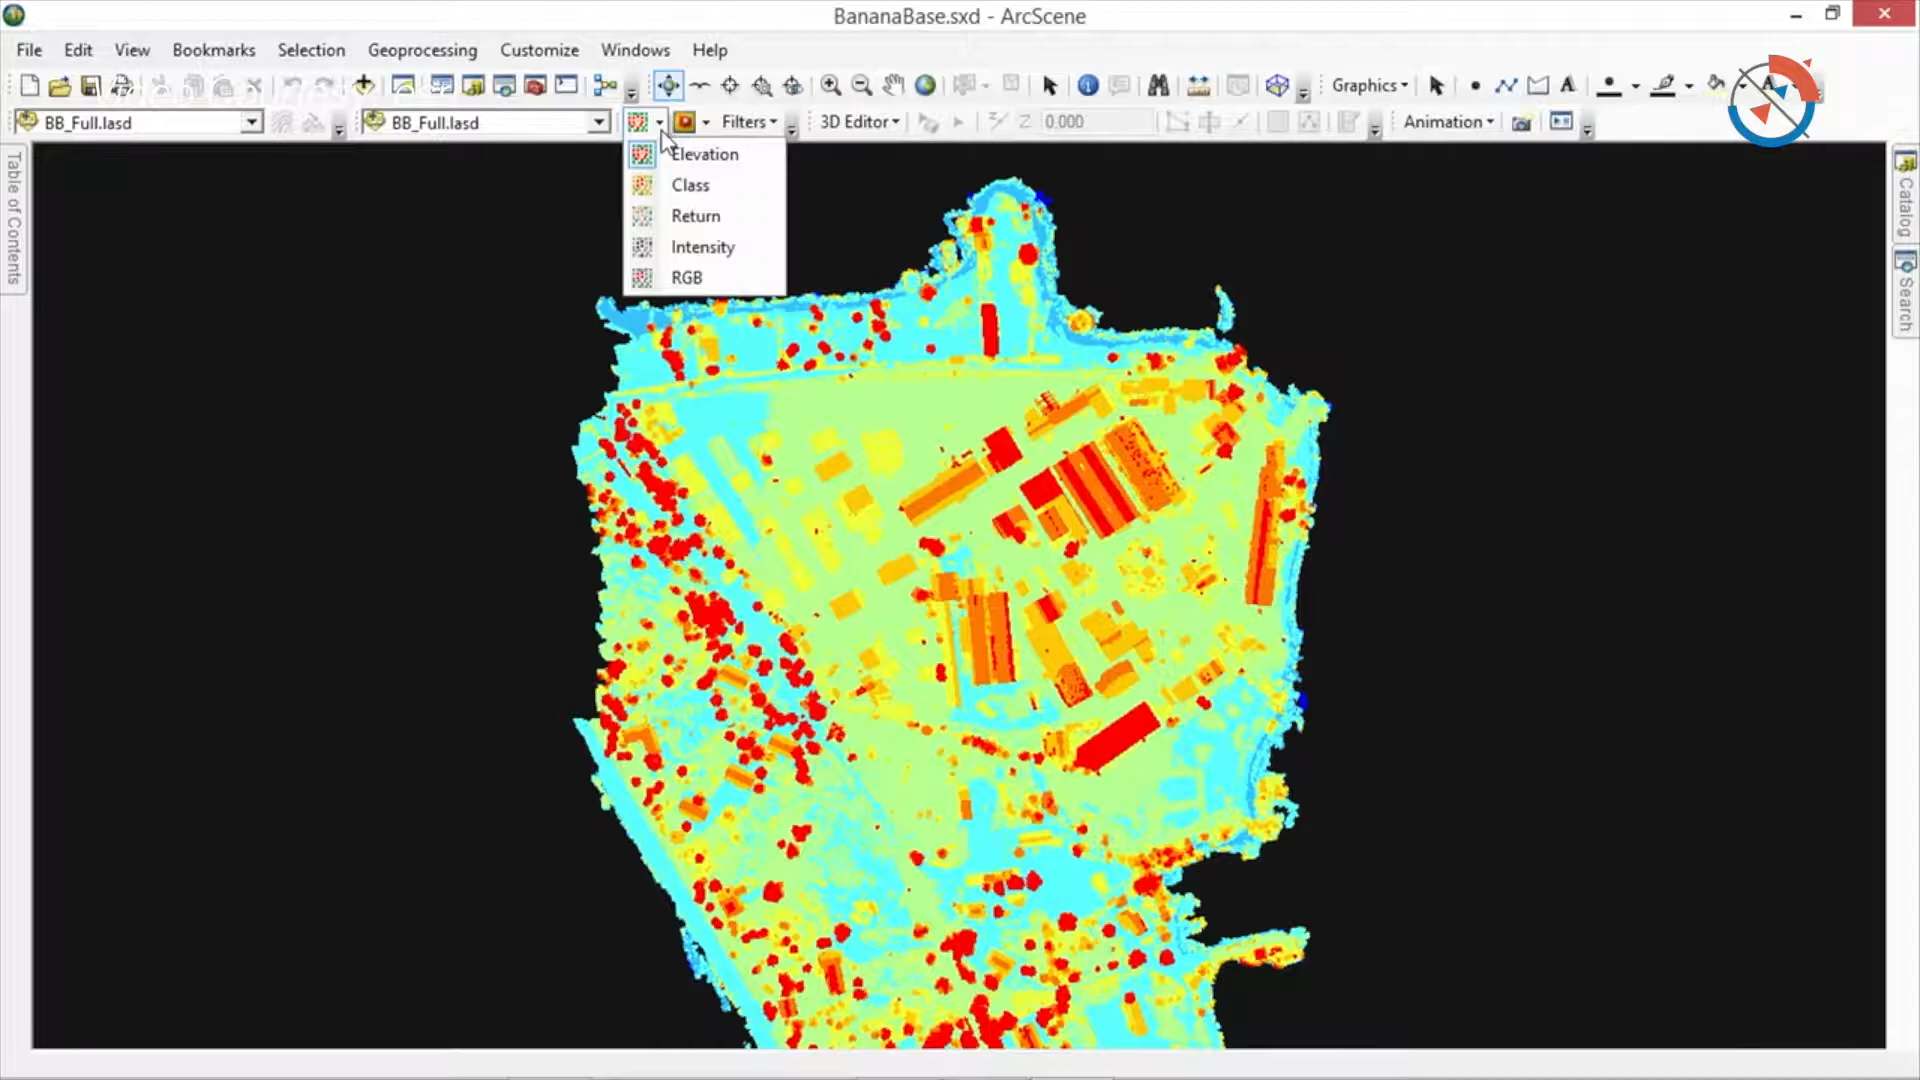 BananaBase.sxd - ArcScene
File Edit View Bookmarks Selection Geoprocessing Customize Windows Help
Graphics
BB_Full.lasd BB_Full.lasd Filters 3D Editor Z 0.000 Animation
Elevation
Class
Return
Intensity
RGB
Table of Contents
Catalog
Search